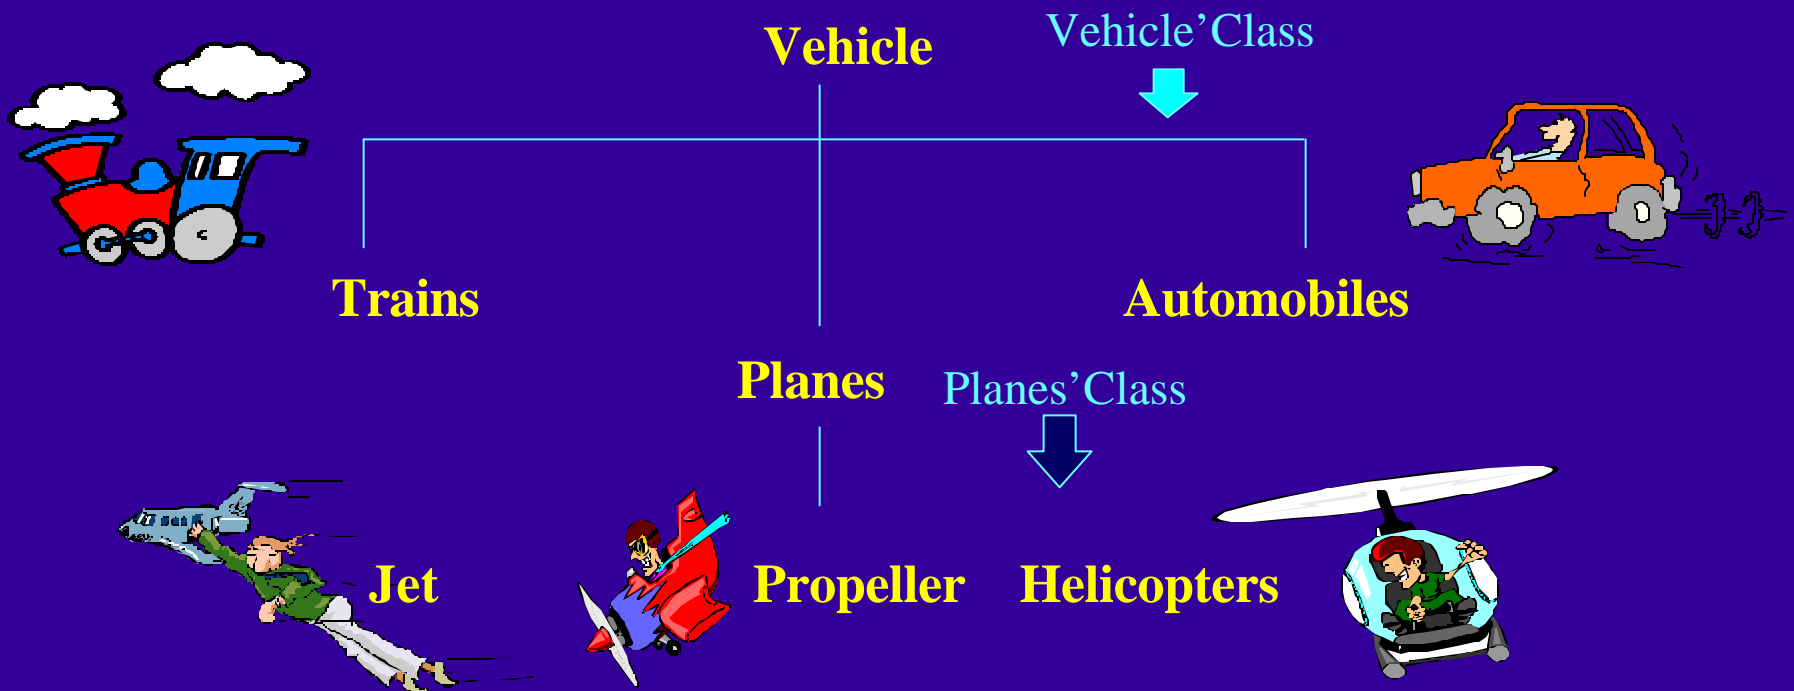 Vehicle
Vehicle’Class
Trains
Automobiles
Planes
Planes’Class
Jet
Propeller
Helicopters